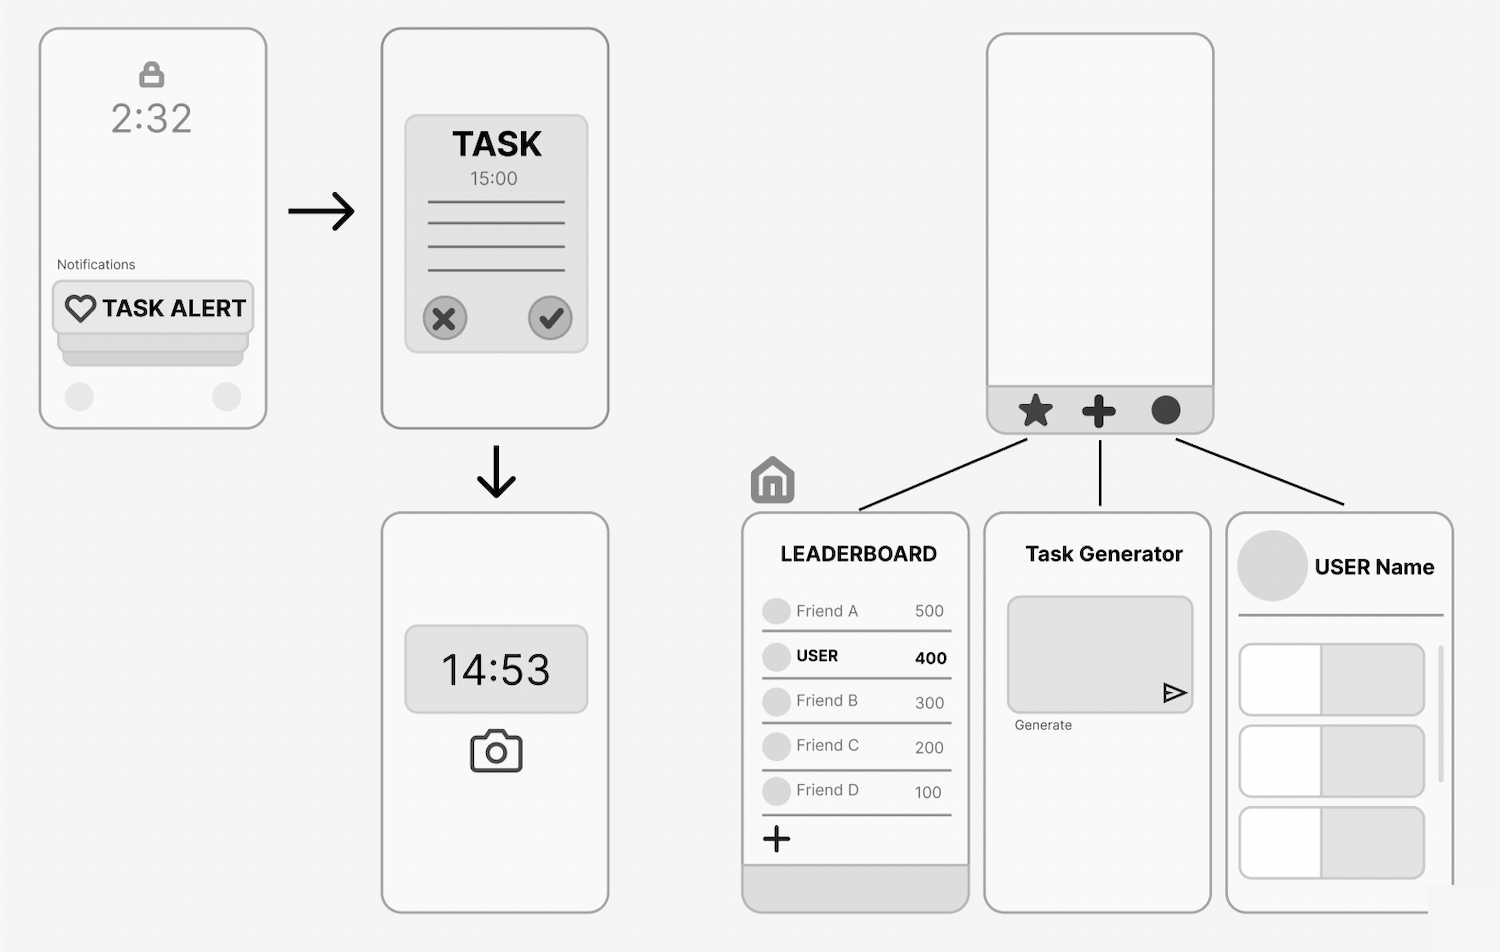 2:32
Notifications
TASK ALERT
TASK
15:00
14:53
LEADERBOARD
Friend A 500
USER 400
Friend B 300
Friend C 200
Friend D 100
Task Generator
Generate
USER Name